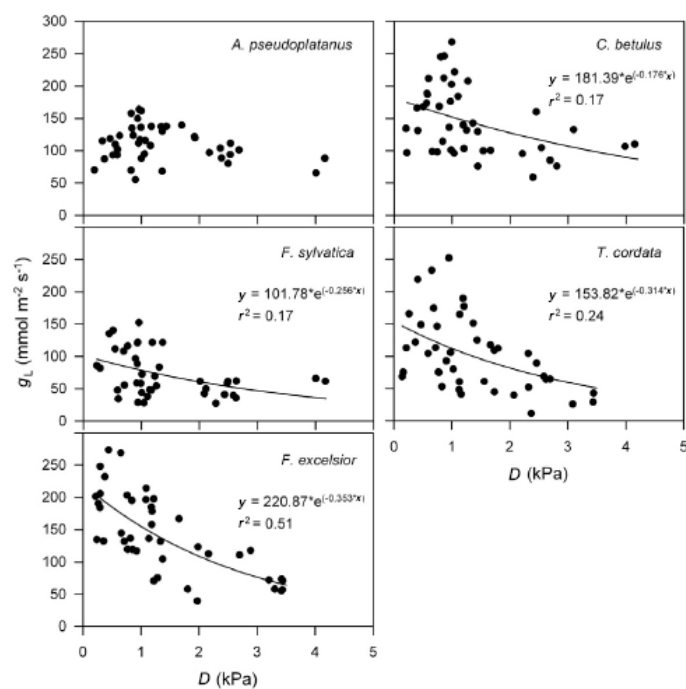 300
250
200
150
100
50
0
A. pseudoplatanus
C. betulus
y = 181.39*e(-0.176*x)
r² = 0.17
250
200
150
100
50
0
F. sylvatica
y = 101.78*e(-0.256*x)
r² = 0.17
T. cordata
y = 153.82*e(-0.314*x)
r² = 0.24
gL (mmol m-2 s-1)
0 1 2 3 4 5
D (kPa)
250
200
150
100
50
0
F. excelsior
y = 220.87*e(-0.353*x)
r² = 0.51
0 1 2 3 4 5
D (kPa)